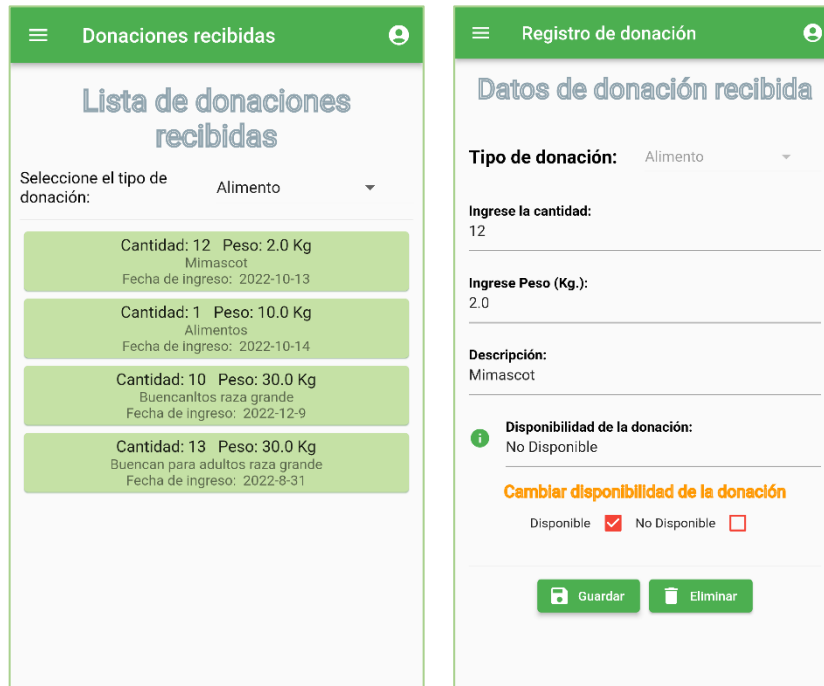 Donaciones recibidas
Lista de donaciones
recibidas
Seleccione el tipo de
donación:
Alimento
Cantidad: 12 Peso: 2.0 Kg
Mimascot
Fecha de ingreso: 2022-10-13
Cantidad: 1 Peso: 10.0 Kg
Alimentos
Fecha de ingreso: 2022-10-14
Cantidad: 10 Peso: 30.0 Kg
Buencanltos raza grande
Fecha de ingreso: 2022-12-9
Cantidad: 13 Peso: 30.0 Kg
Buencan para adultos raza grande
Fecha de ingreso: 2022-8-31
Registro de donación
Datos de donación recibida
Tipo de donación: Alimento
Ingrese la cantidad:
12
Ingrese Peso (Kg.):
2.0
Descripción:
Mimascot
Disponibilidad de la donación:
No Disponible
Cambiar disponibilidad de la donación
Disponible No Disponible
Guardar Eliminar